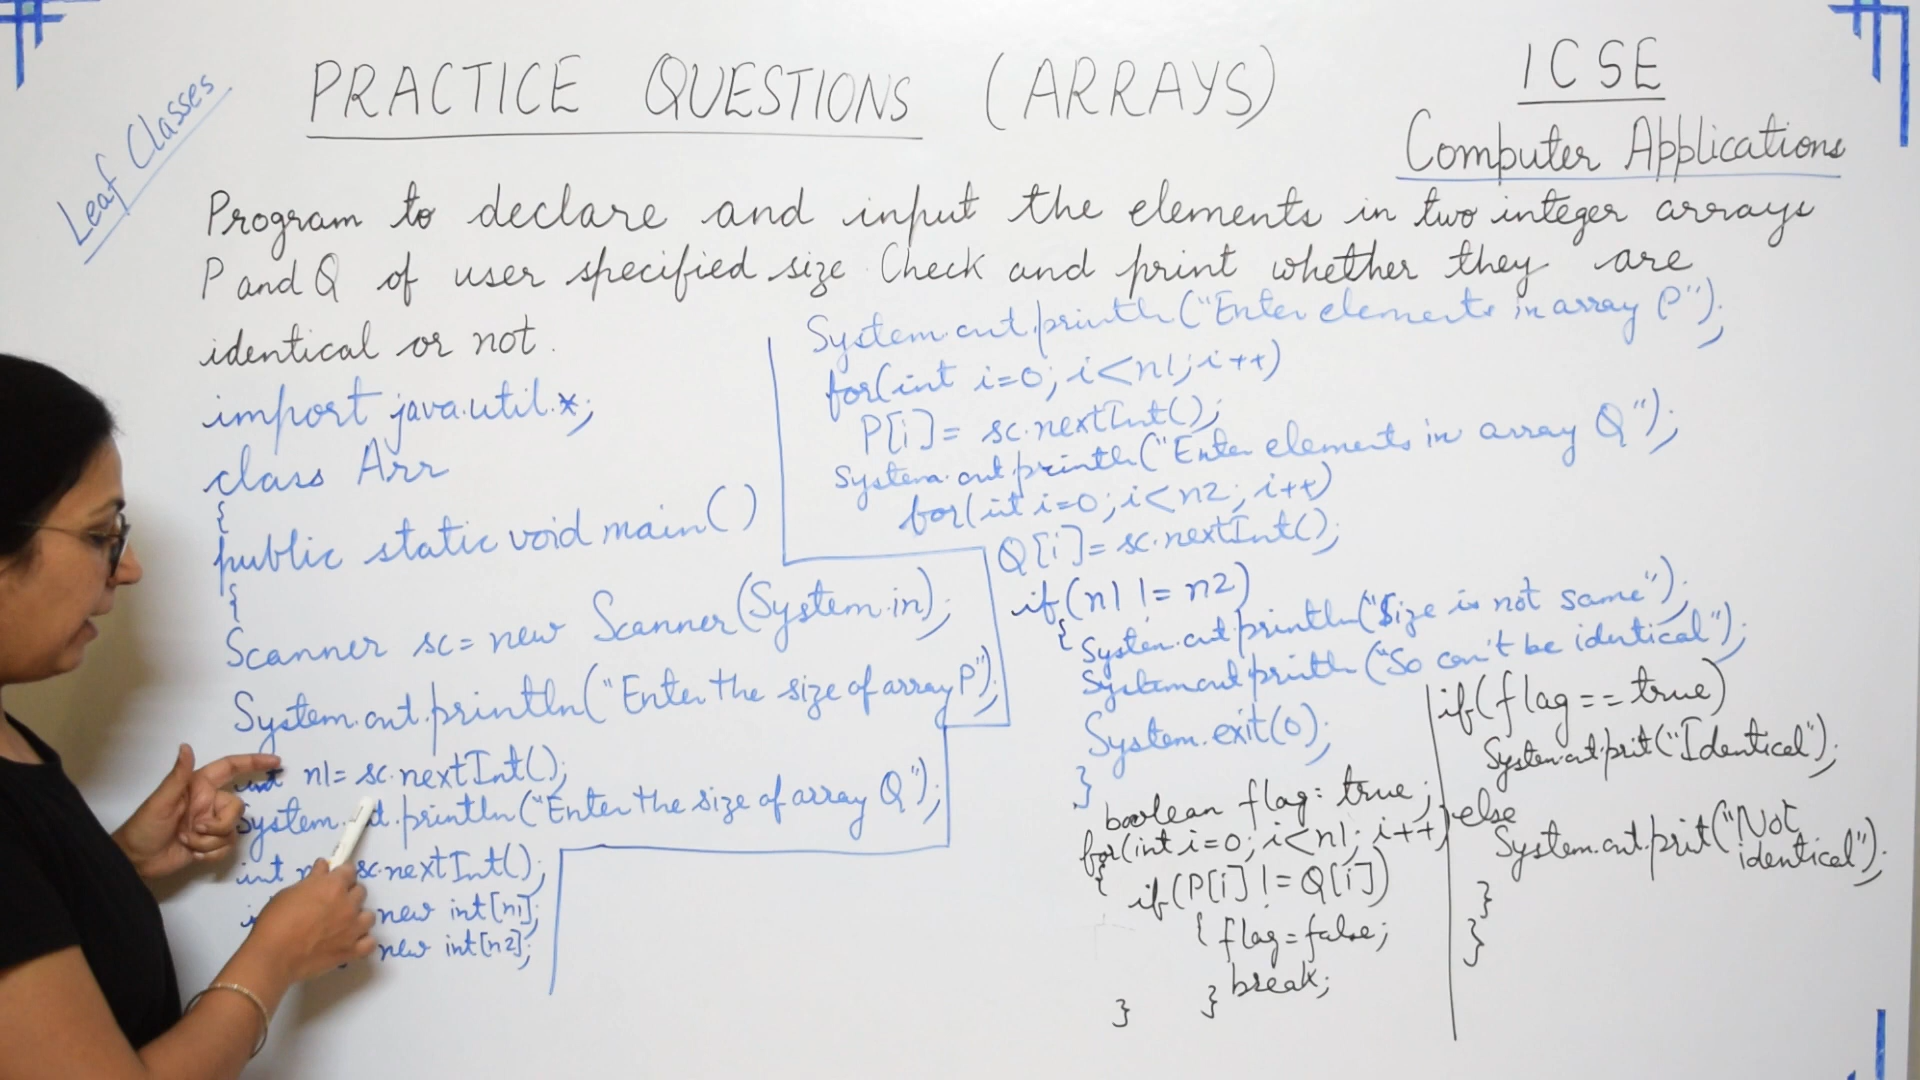 Leaf Classes
PRACTICE QUESTIONS (ARRAYS)
ICSE
Computer Applications
Program to declare and input the elements in two integer arrays
P and Q of user specified size. Check and print whether they are
identical or not.
import java.util.*;
class Arr
{
public static void main()
{
Scanner sc= new Scanner(System.in);
System.out.println("Enter the size of array P");
int n1= sc.nextInt();
System.out.println("Enter the size of array Q");
int sc.nextInt();
new int[n1];
new int[n2];
System.out.println("Enter elements in array P");
for(int i=0; i<n1; i++)
P[i]= sc.nextInt();
System.out.println("Enter elements in array Q");
for(int i=0; i<n2; i++)
Q[i]= sc.nextInt();
if(n1 != n2)
{ System.out.println("Size is not same");
System.out.println("So can't be identical");
System.exit(0);
}
boolean flag= true;
for(int i=0; i<n1; i++)
{
if(P[i] != Q[i])
{ flag=false;
break;
}
}
if(flag==true)
System.out.prit("Identical");
else
System.out.prit("Not
identical");
}
}